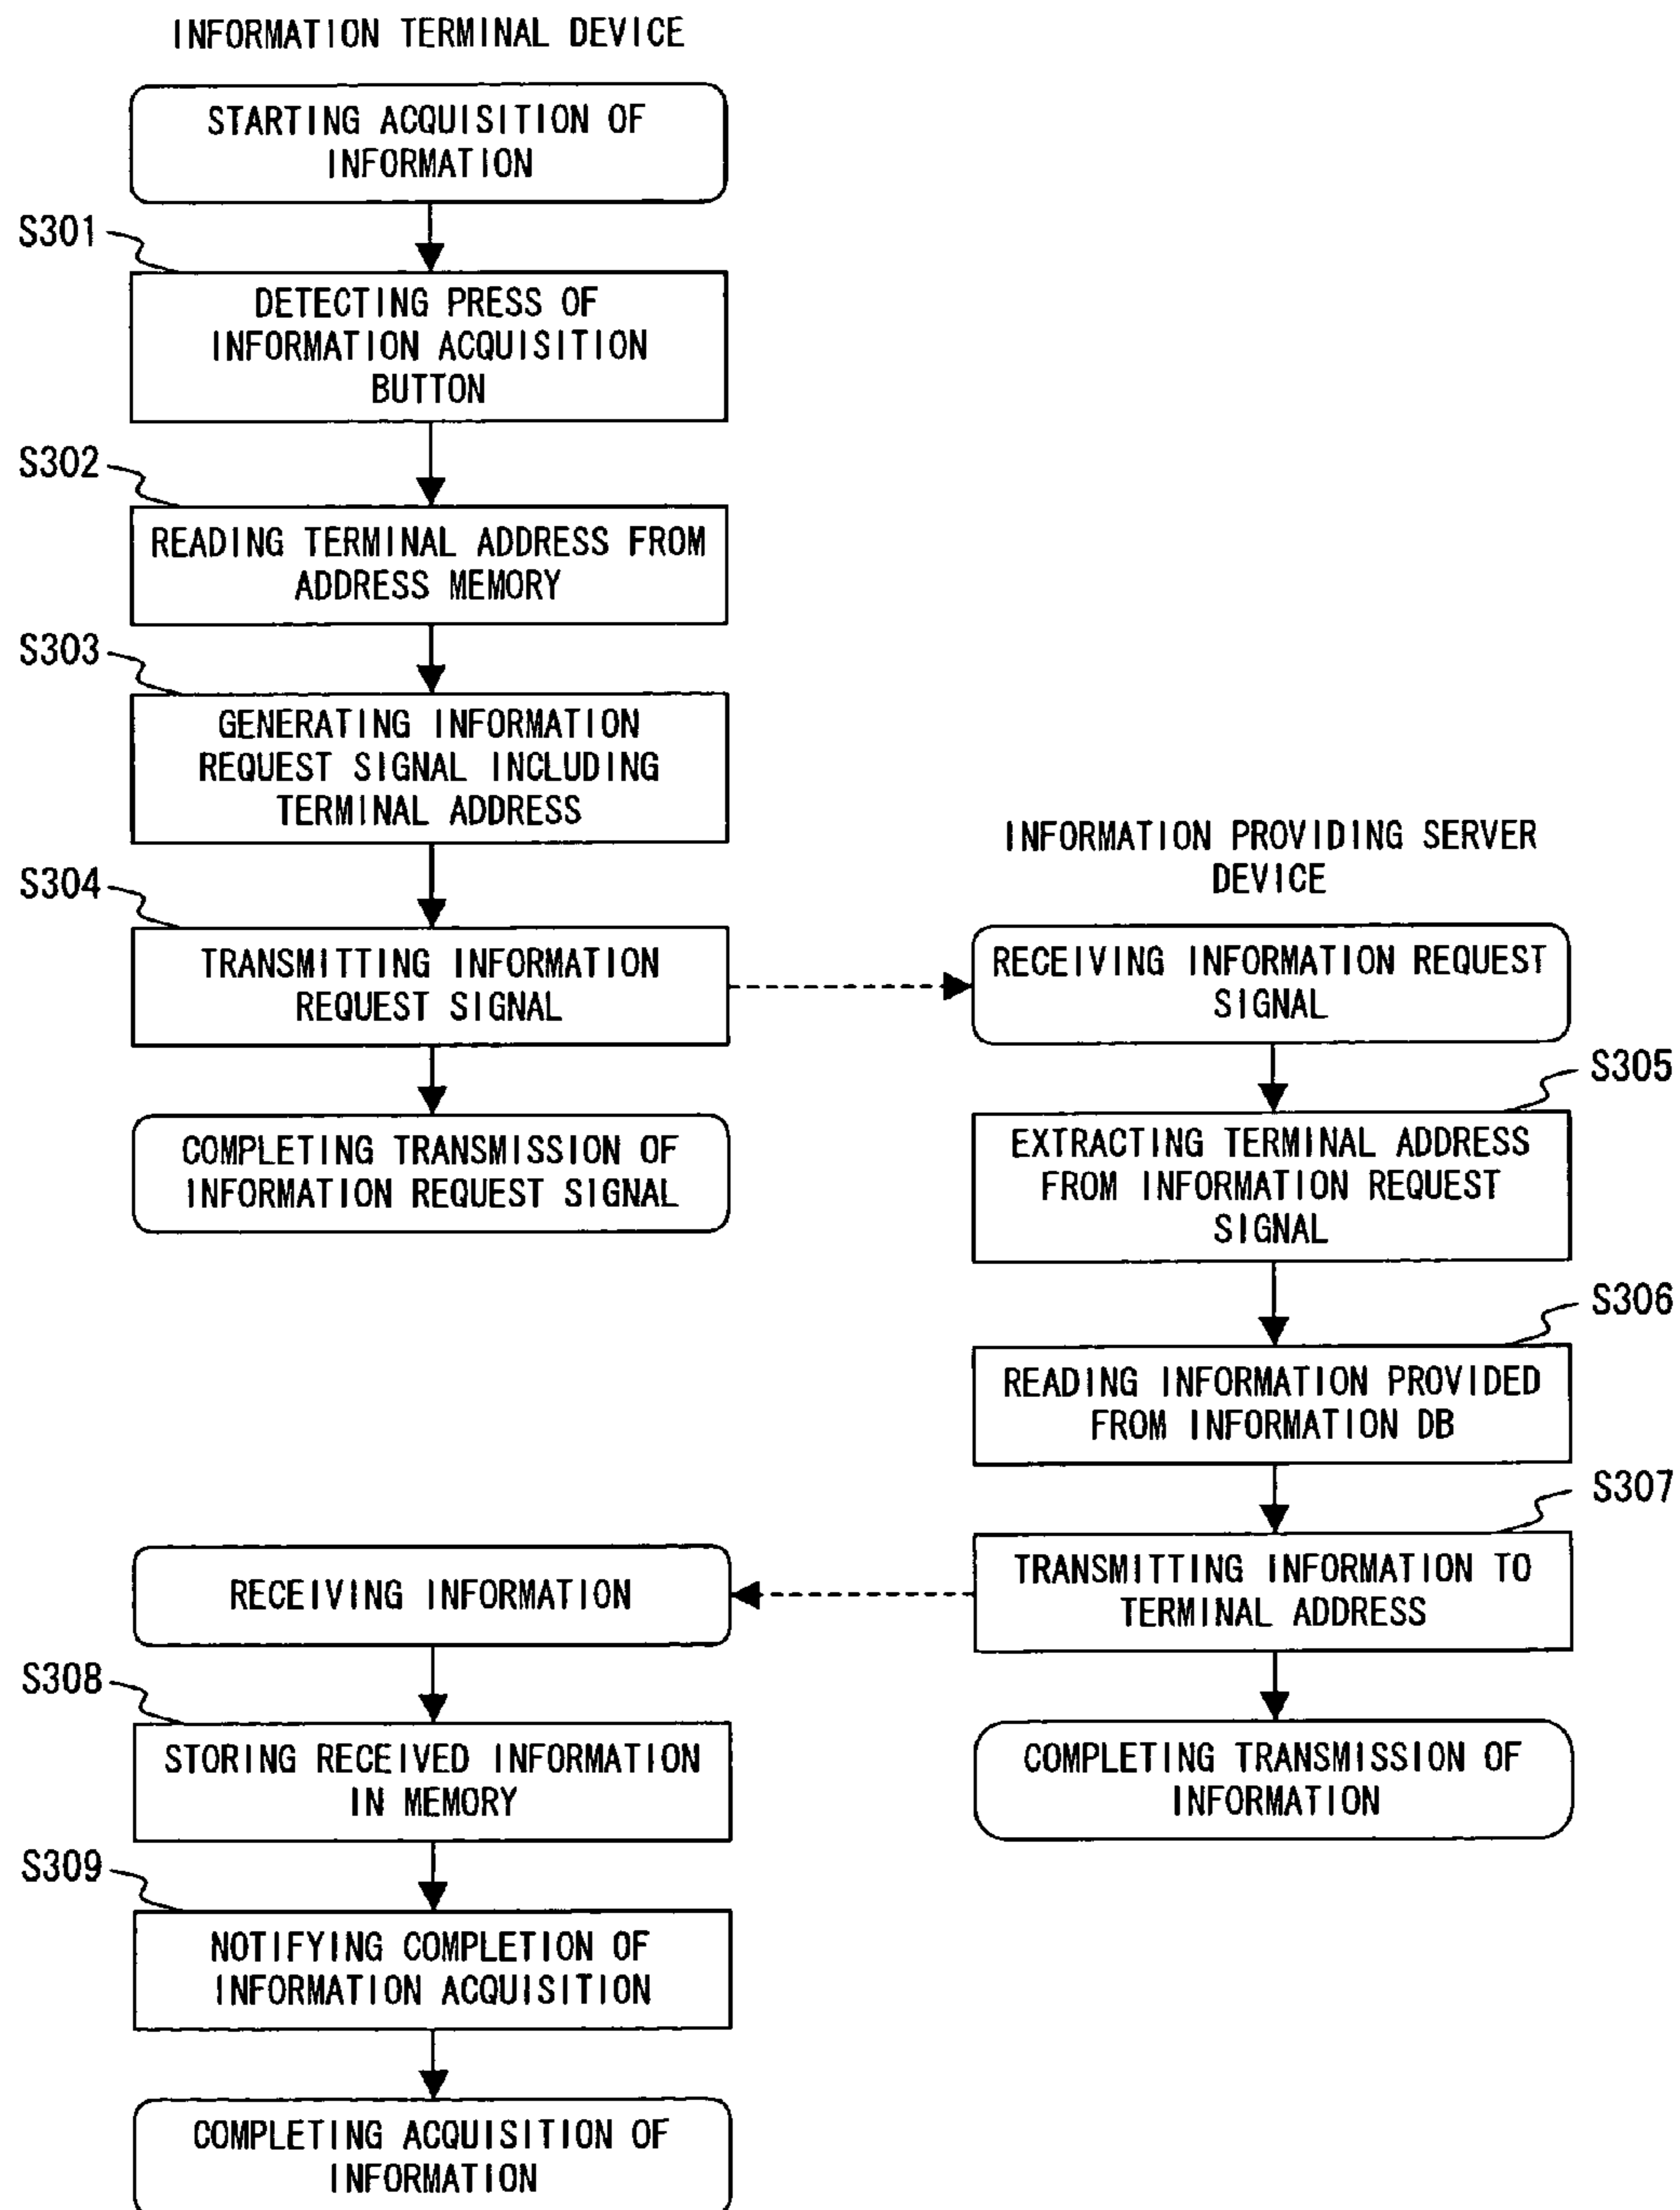 INFORMATION TERMINAL DEVICE
STARTING ACQUISITION OF
INFORMATION
S301
DETECTING PRESS OF
INFORMATION ACQUISITION
BUTTON
S302
READING TERMINAL ADDRESS FROM
ADDRESS MEMORY
S303
GENERATING INFORMATION
REQUEST SIGNAL INCLUDING
TERMINAL ADDRESS
S304
TRANSMITTING INFORMATION
REQUEST SIGNAL
COMPLETING TRANSMISSION OF
INFORMATION REQUEST SIGNAL
INFORMATION PROVIDING SERVER
DEVICE
RECEIVING INFORMATION REQUEST
SIGNAL
S305
EXTRACTING TERMINAL ADDRESS
FROM INFORMATION REQUEST
SIGNAL
S306
READING INFORMATION PROVIDED
FROM INFORMATION DB
S307
TRANSMITTING INFORMATION TO
TERMINAL ADDRESS
COMPLETING TRANSMISSION OF
INFORMATION
RECEIVING INFORMATION
S308
STORING RECEIVED INFORMATION
IN MEMORY
S309
NOTIFYING COMPLETION OF
INFORMATION ACQUISITION
COMPLETING ACQUISITION OF
INFORMATION